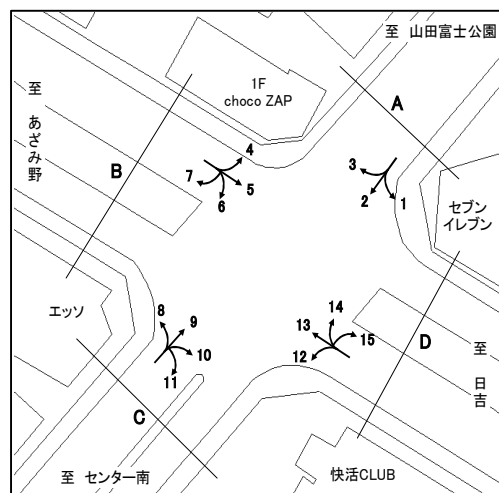 至 山田富士公園
1F
choco ZAP
至 あざみ野
A
B
4
7
5
6
3
2
1
セブン
イレブン
エッソ
8
9
10
11
14
13
15
12
D
至 日吉
C
至 センター南
快活CLUB